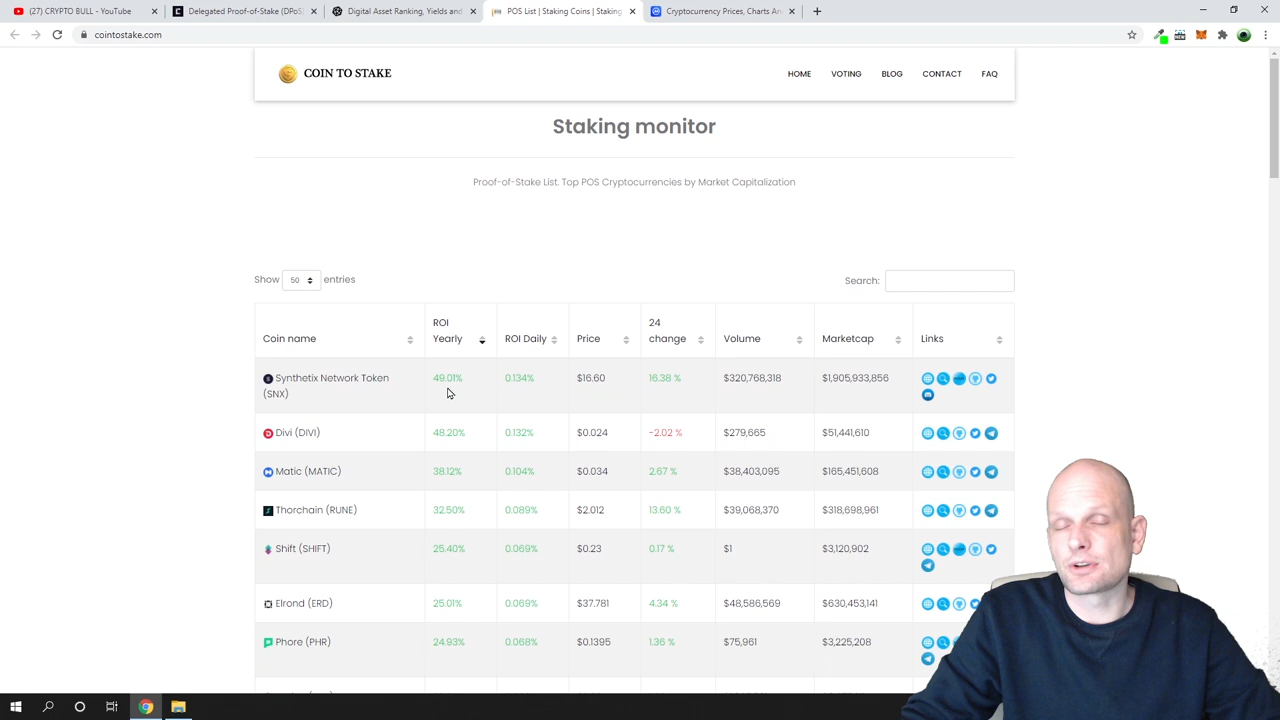 (27) CRYPTO BULL - YouTube
Delegated Proof-of-Stake (DPoS)
Digital Asset Ranking, Yields and
POS List | Staking Coins | Staking
Cryptocurrency Prices, Charts An
cointostake.com
COIN TO STAKE
HOME VOTING BLOG CONTACT FAQ
Staking monitor
Proof-of-Stake List. Top POS Cryptocurrencies by Market Capitalization
Show 50 entries Search:
Coin name ROI Yearly ROI Daily Price 24 change Volume Marketcap Links
Synthetix Network Token (SNX) 49.01% 0.134% $16.60 16.38 % $320,768,318 $1,905,933,856
Divi (DIVI) 48.20% 0.132% $0.024 -2.02 % $279,665 $51,441,610
Matic (MATIC) 38.12% 0.104% $0.034 2.67 % $38,403,095 $165,451,608
Thorchain (RUNE) 32.50% 0.089% $2.012 13.60 % $39,068,370 $318,698,961
Shift (SHIFT) 25.40% 0.069% $0.23 0.17 % $1 $3,120,902
Elrond (ERD) 25.01% 0.069% $37.781 4.34 % $48,586,569 $630,453,141
Phore (PHR) 24.93% 0.068% $0.1395 1.36 % $75,961 $3,225,208